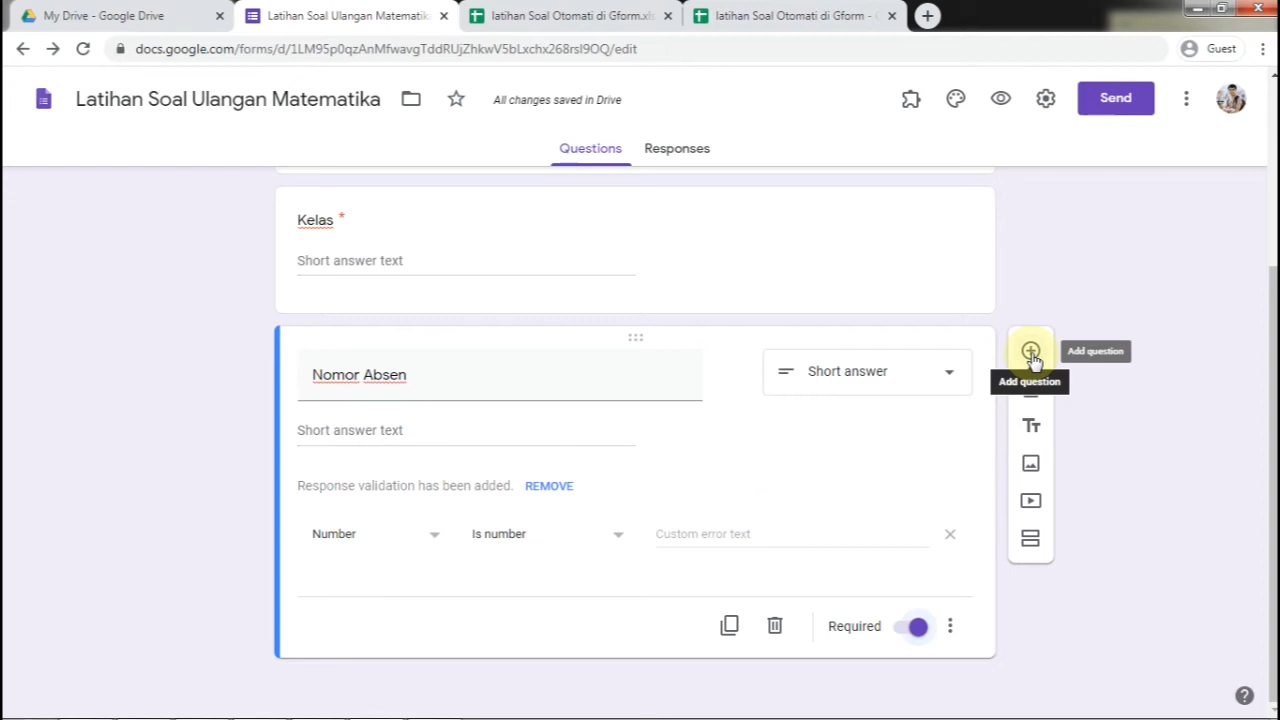 My Drive - Google Drive
Latihan Soal Ulangan Matematik
latihan Soal Otomati di Gform.xls
latihan Soal Otomati di Gform - G
docs.google.com/forms/d/1LM95p0qzAnMfwavgTddRUjZhkwV5bLxchx268rsl9OQ/edit
Guest
Latihan Soal Ulangan Matematika
All changes saved in Drive
Send
Questions
Responses
Kelas *
Short answer text
Nomor Absen
Short answer
Add question
Add question
Short answer text
Response validation has been added. REMOVE
Number
Is number
Custom error text
Required